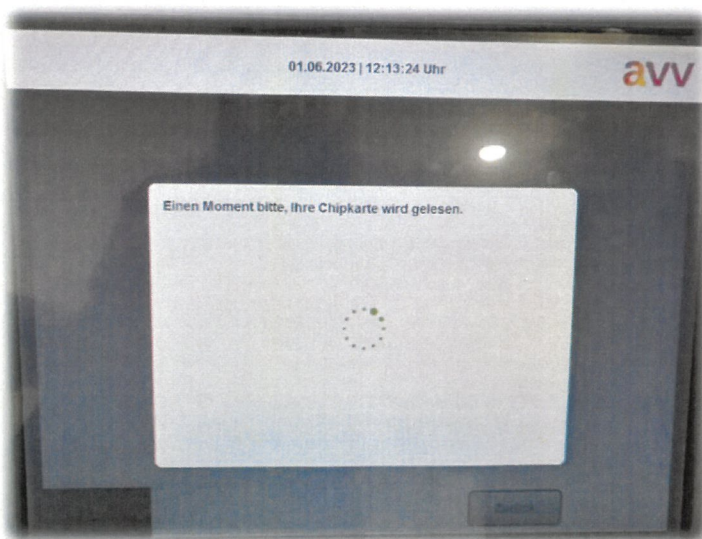 01.06.2023 | 12:13:24 Uhr
avv
Einen Moment bitte, Ihre Chipkarte wird gelesen.